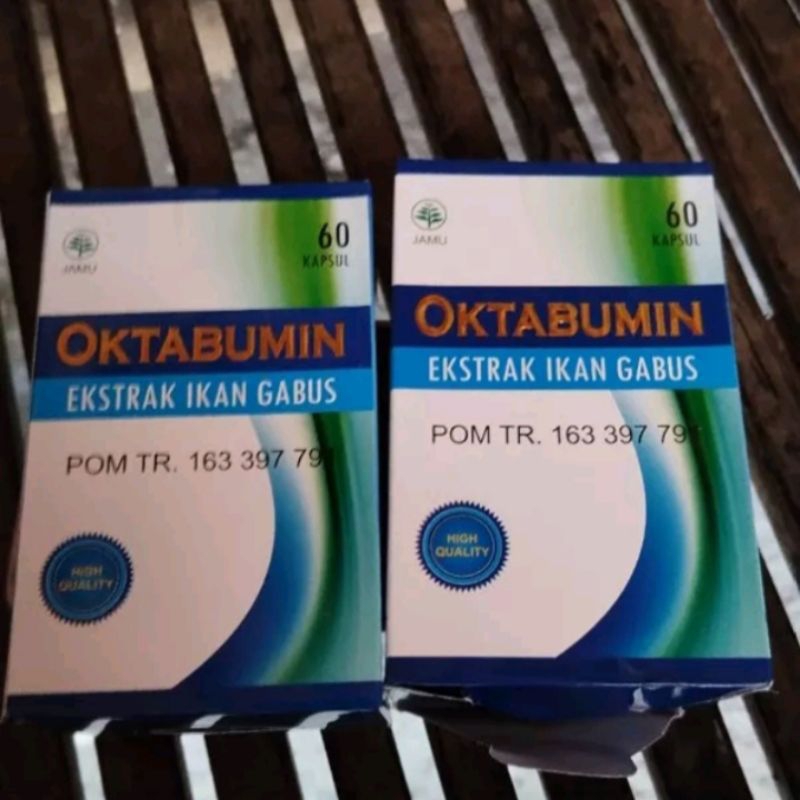 JAMU
60
KAPSUL
OKTABUMIN
EKSTRAK IKAN GABUS
POM TR. 163 397 791
HIGH
QUALITY
JAMU
60
KAPSUL
OKTABUMIN
EKSTRAK IKAN GABUS
POM TR. 163 397 791
HIGH
QUALITY